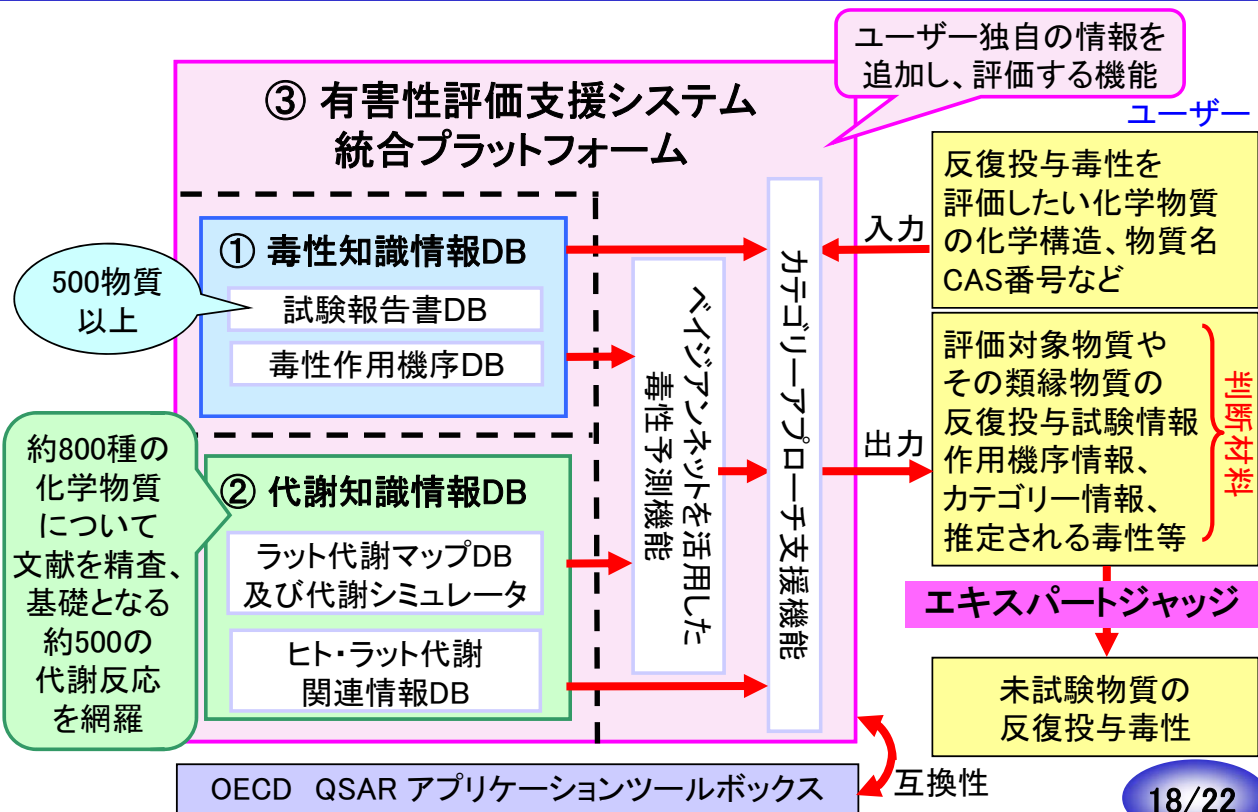 ユーザー独自の情報を
追加し、評価する機能
③ 有害性評価支援システム
統合プラットフォーム
ユーザー
反復投与毒性を
評価したい化学物質
の化学構造、物質名
CAS番号など
入力
① 毒性知識情報DB
500物質
以上
試験報告書DB
毒性作用機序DB
ベイジアンネットを活用した
毒性予測機能
カテゴリーアプローチ支援機能
評価対象物質や
その類縁物質の
反復投与試験情報
作用機序情報、
カテゴリー情報、
推定される毒性等
判断材料
出力
約800種の
化学物質
について
文献を精査、
基礎となる
約500の
代謝反応
を網羅
② 代謝知識情報DB
ラット代謝マップDB
及び代謝シミュレータ
ヒト・ラット代謝
関連情報DB
エキスパートジャッジ
未試験物質の
反復投与毒性
OECD QSAR アプリケーションツールボックス
互換性
18/22